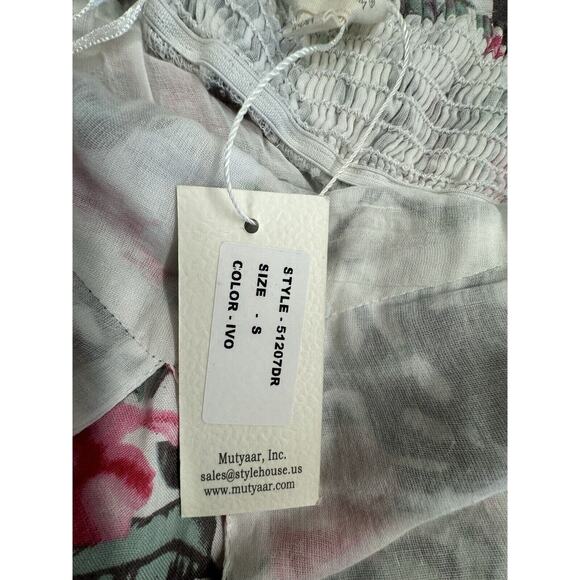 STYLE - 51207DR
SIZE - S
COLOR - IVO
Mutyaar, Inc.
sales@stylehouse.us
www.mutyaar.com